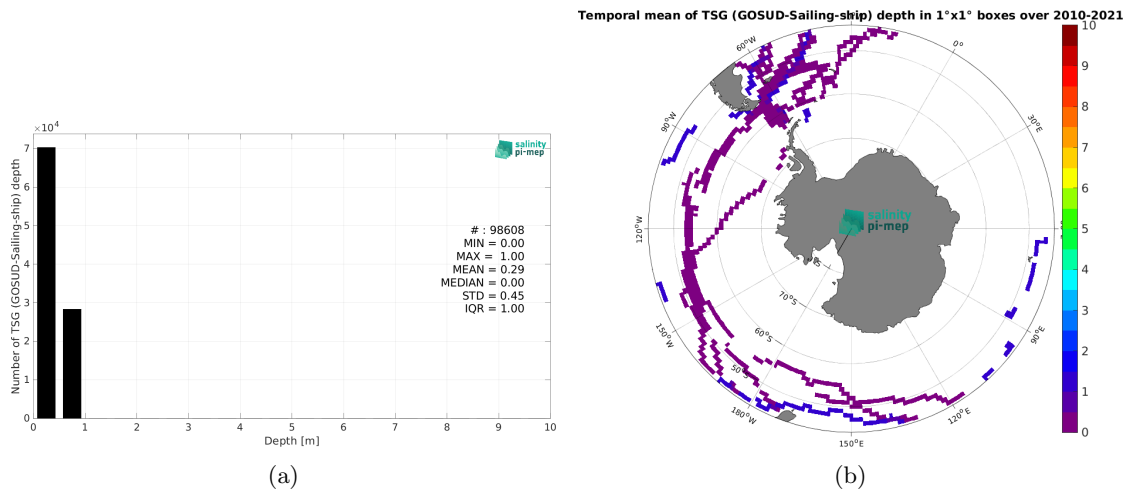 ×10⁴
7
6
5
4
3
2
1
0
Number of TSG (GOSUD-Sailing-ship) depth
salinity
pi-mep
# : 98608
MIN = 0.00
MAX = 1.00
MEAN = 0.29
MEDIAN = 0.00
STD = 0.45
IQR = 1.00
0 1 2 3 4 5 6 7 8 9 10
Depth [m]
(a)
Temporal mean of TSG (GOSUD-Sailing-ship) depth in 1°x1° boxes over 2010-2021
0°
30°E
90°E
120°E
150°E
180°W
150°W
120°W
90°W
60°W
70°S
60°S
50°S
salinity
pi-mep
10
9
8
7
6
5
4
3
2
1
0
(b)